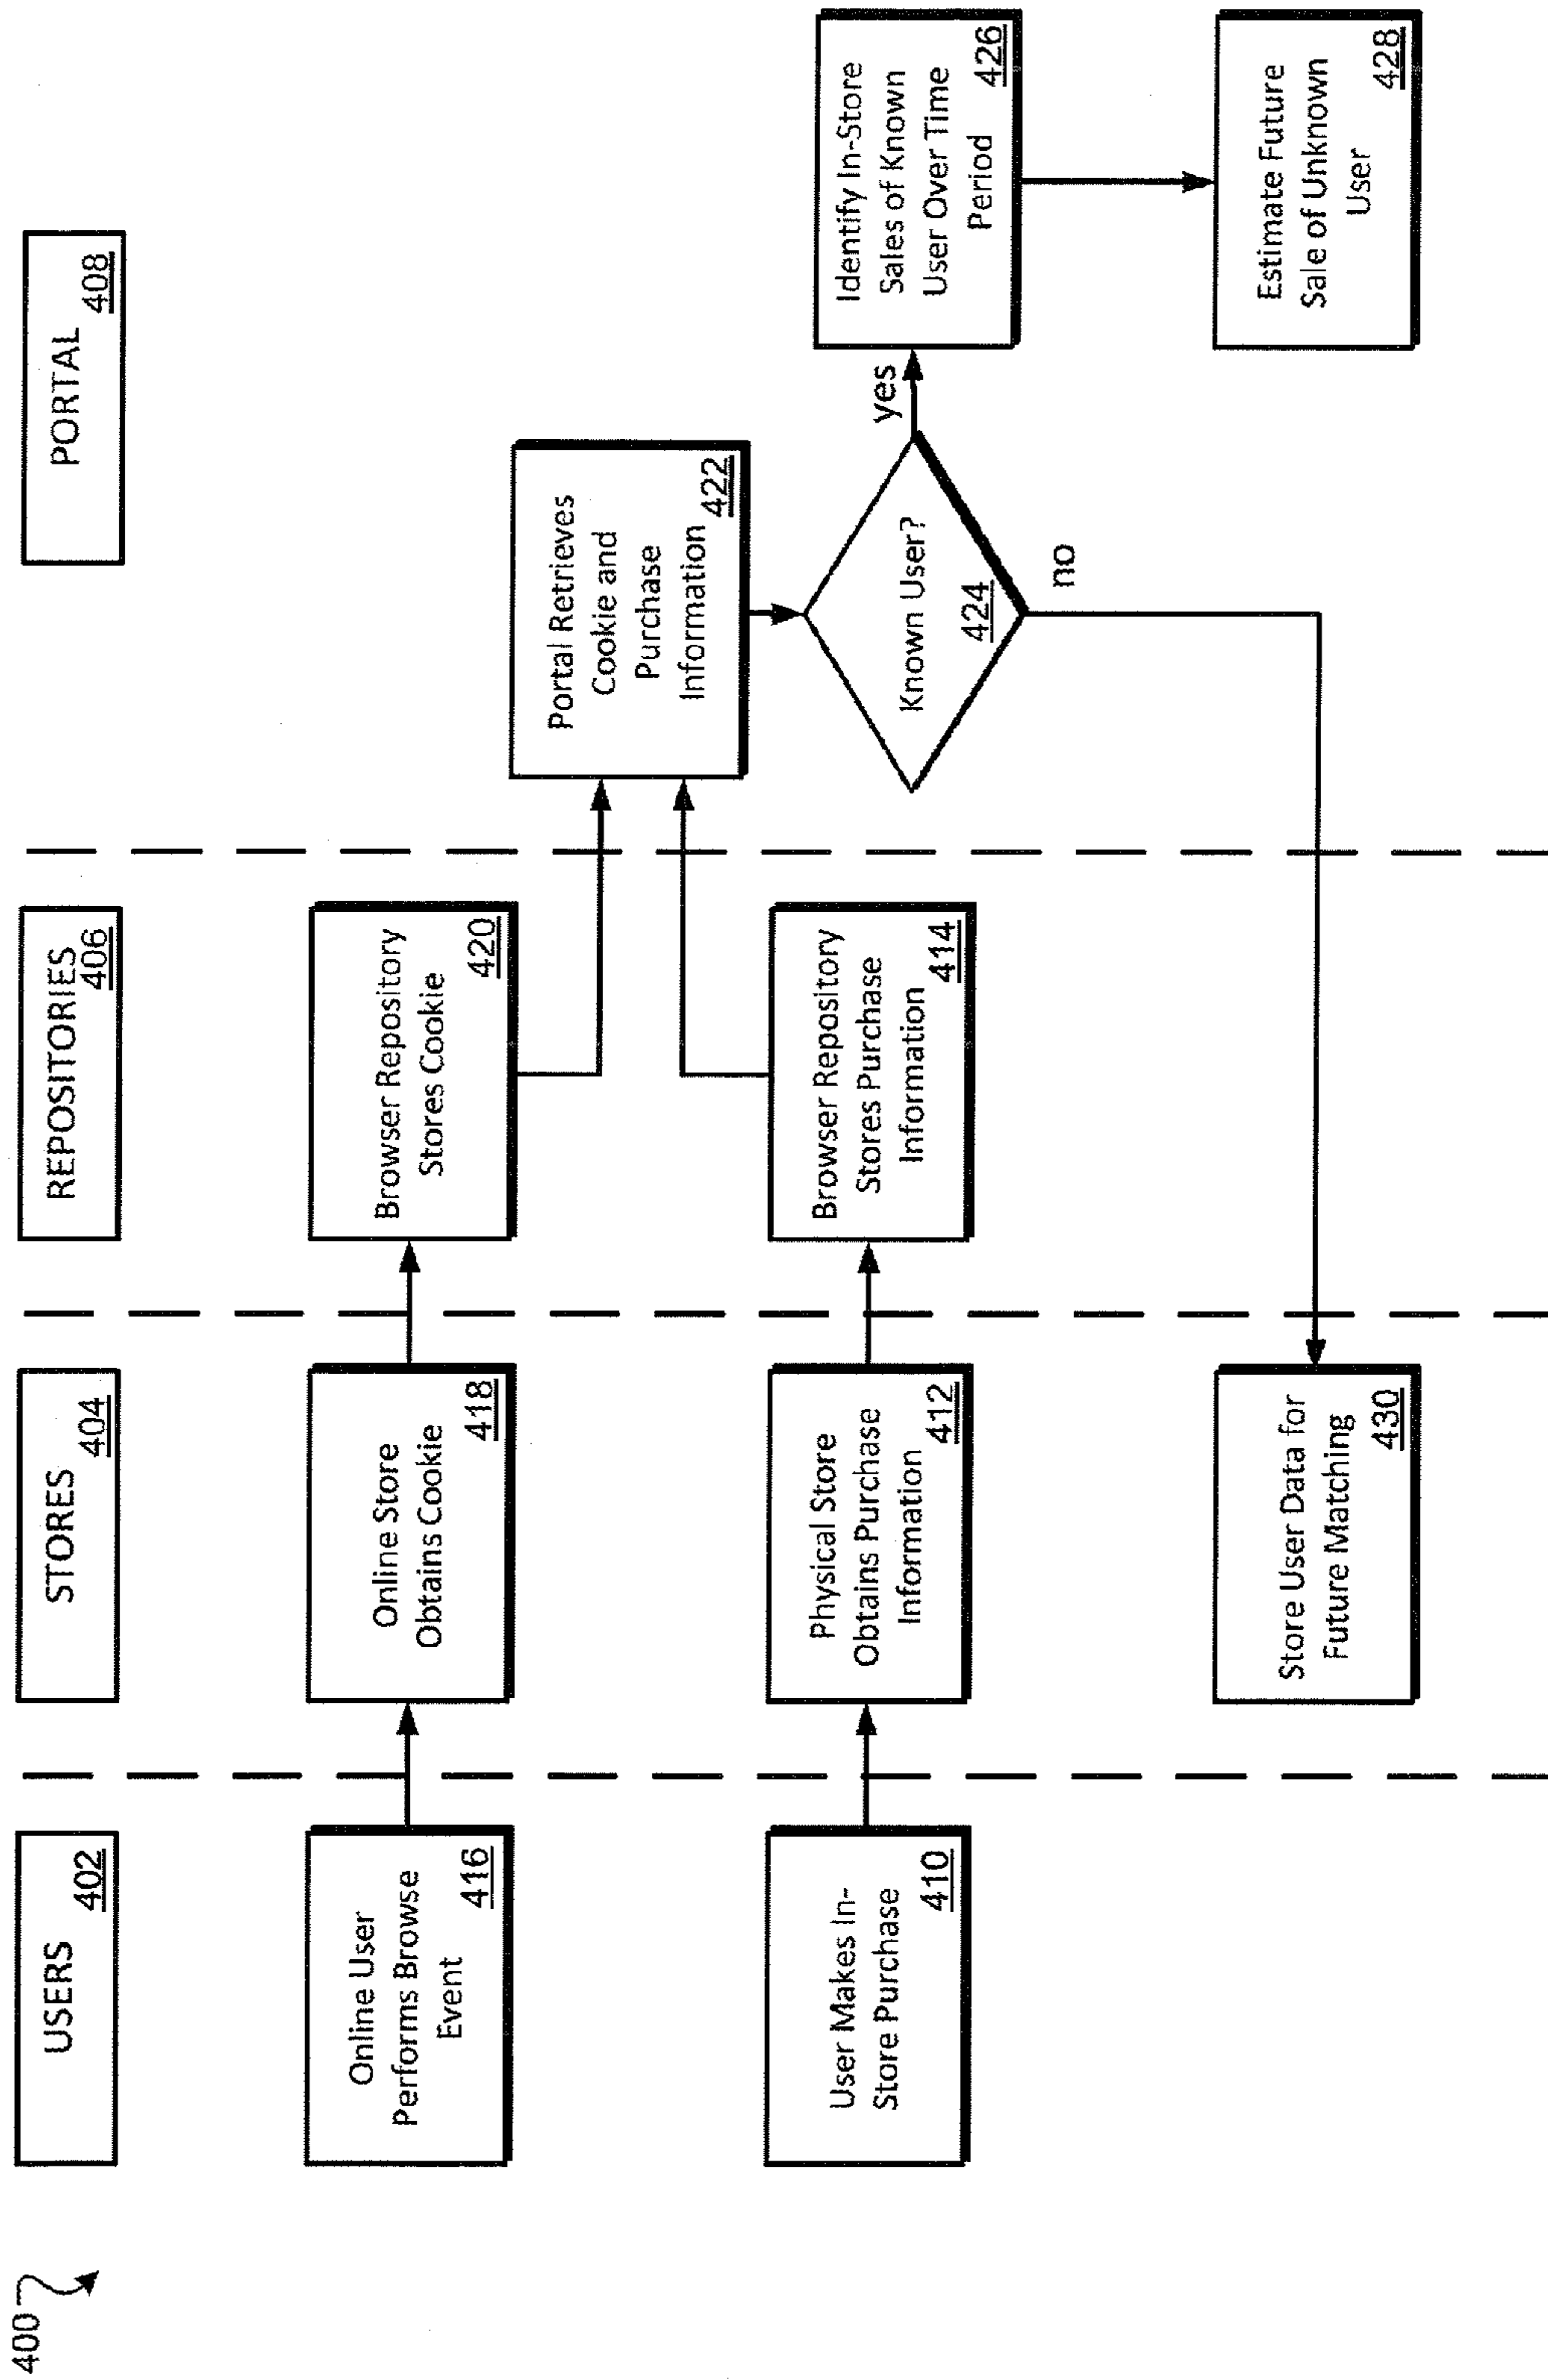 400
USERS
402
STORES
404
REPOSITORIES
406
PORTAL
408
Online User
Performs Browse
Event
416
Online Store
Obtains Cookie
418
Browser Repository
Stores Cookie
420
Portal Retrieves
Cookie and
Purchase
Information
422
User Makes In-
Store Purchase
410
Physical Store
Obtains Purchase
Information
412
Browser Repository
Stores Purchase
Information
414
Known User?
424
yes
no
Identify In-Store
Sales of Known
User Over Time
Period
426
Estimate Future
Sale of Unknown
User
428
Store User Data for
Future Matching
430